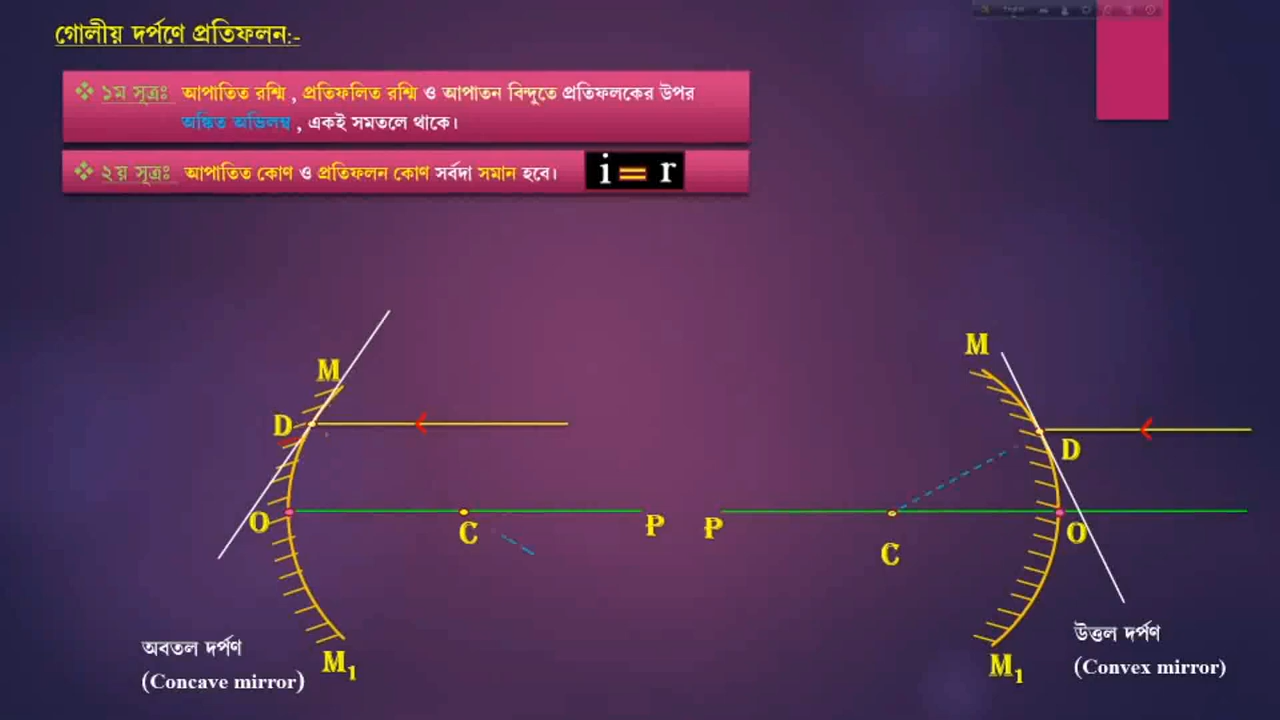 গোলীয় দর্পণে প্রতিফলন:-
❖ ১ম সূত্রঃ আপাতিত রশ্মি , প্রতিফলিত রশ্মি ও আপাতন বিন্দুতে প্রতিফলকের উপর
অঙ্কিত অভিলম্ব , একই সমতলে থাকে।
❖ ২য় সূত্রঃ আপাতিত কোণ ও প্রতিফলন কোণ সর্বদা সমান হবে। i = r
M
D
O
C
P
M₁
অবতল দর্পণ
(Concave mirror)
M
D
P
C
O
M₁
উত্তল দর্পণ
(Convex mirror)